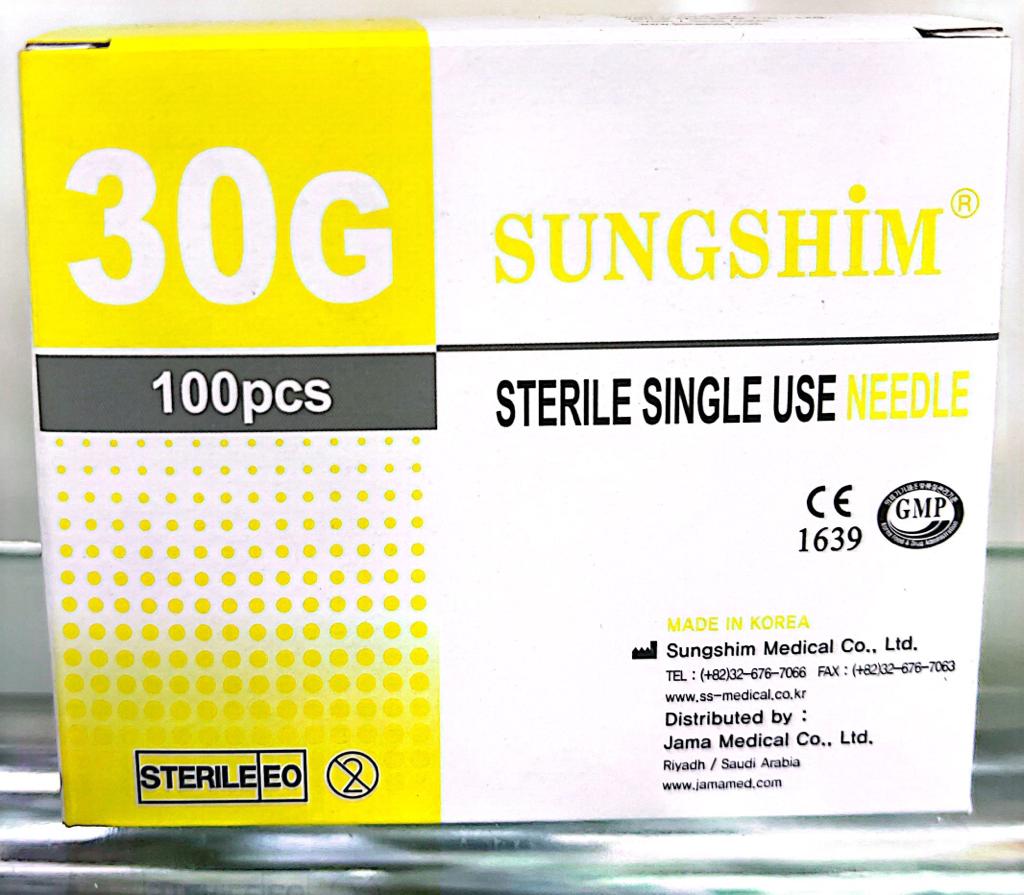 30G
100pcs
SUNGSHiM®
STERILE SINGLE USE NEEDLE
CE
1639
GMP
MADE IN KOREA
Sungshim Medical Co., Ltd.
TEL : (+82)32-676-7066 FAX : (+82)32-676-7063
www.ss-medical.co.kr
Distributed by :
Jama Medical Co., Ltd.
Riyadh / Saudi Arabia
www.jamamed.com
STERILE EO
2